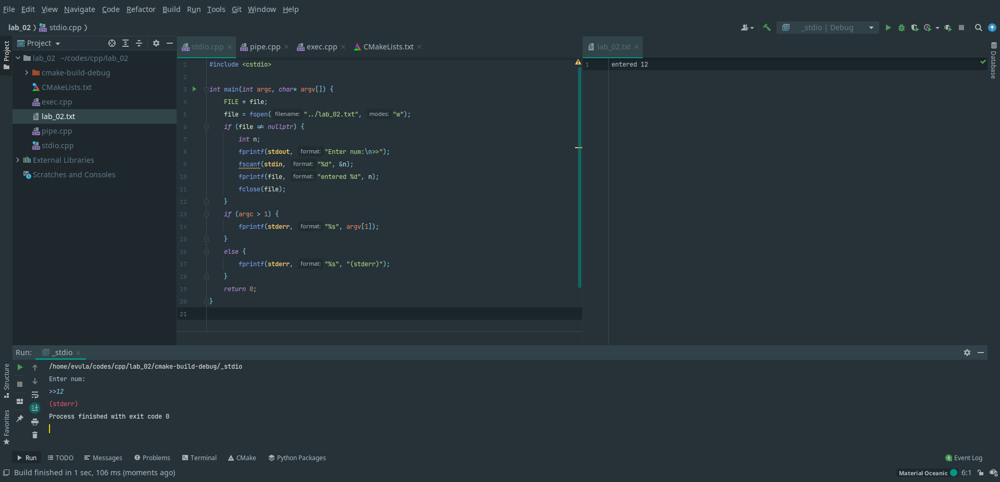 File Edit View Navigate Code Refactor Build Run Tools Git Window Help
lab_02 stdio.cpp
_stdio | Debug
Project
Project
lab_02 ~/codes/cpp/lab_02
cmake-build-debug
CMakeLists.txt
exec.cpp
lab_02.txt
pipe.cpp
stdio.cpp
External Libraries
Scratches and Consoles
stdio.cpp pipe.cpp exec.cpp CMakeLists.txt
1 #include <cstdio>
2
3 int main(int argc, char* argv[]) {
4 FILE * file;
5 file = fopen( filename: "../lab_02.txt", modes: "w");
6 if (file ≠ nullptr) {
7 int n;
8 fprintf(stdout, format: "Enter num:\n>>");
9 fscanf(stdin, format: "%d", &n);
10 fprintf(file, format: "entered %d", n);
11 fclose(file);
12 }
13 if (argc > 1) {
14 fprintf(stderr, format: "%s", argv[1]);
15 }
16 else {
17 fprintf(stderr, format: "%s", "(stderr)");
18 }
19 return 0;
20 }
21
lab_02.txt
1 entered 12
Database
Run: _stdio
/home/evula/codes/cpp/lab_02/cmake-build-debug/_stdio
Enter num:
>>12
(stderr)
Process finished with exit code 0
Structure
Favorites
Run TODO Messages Problems Terminal CMake Python Packages
1 Event Log
Build finished in 1 sec, 106 ms (moments ago)
Material Oceanic 6:1